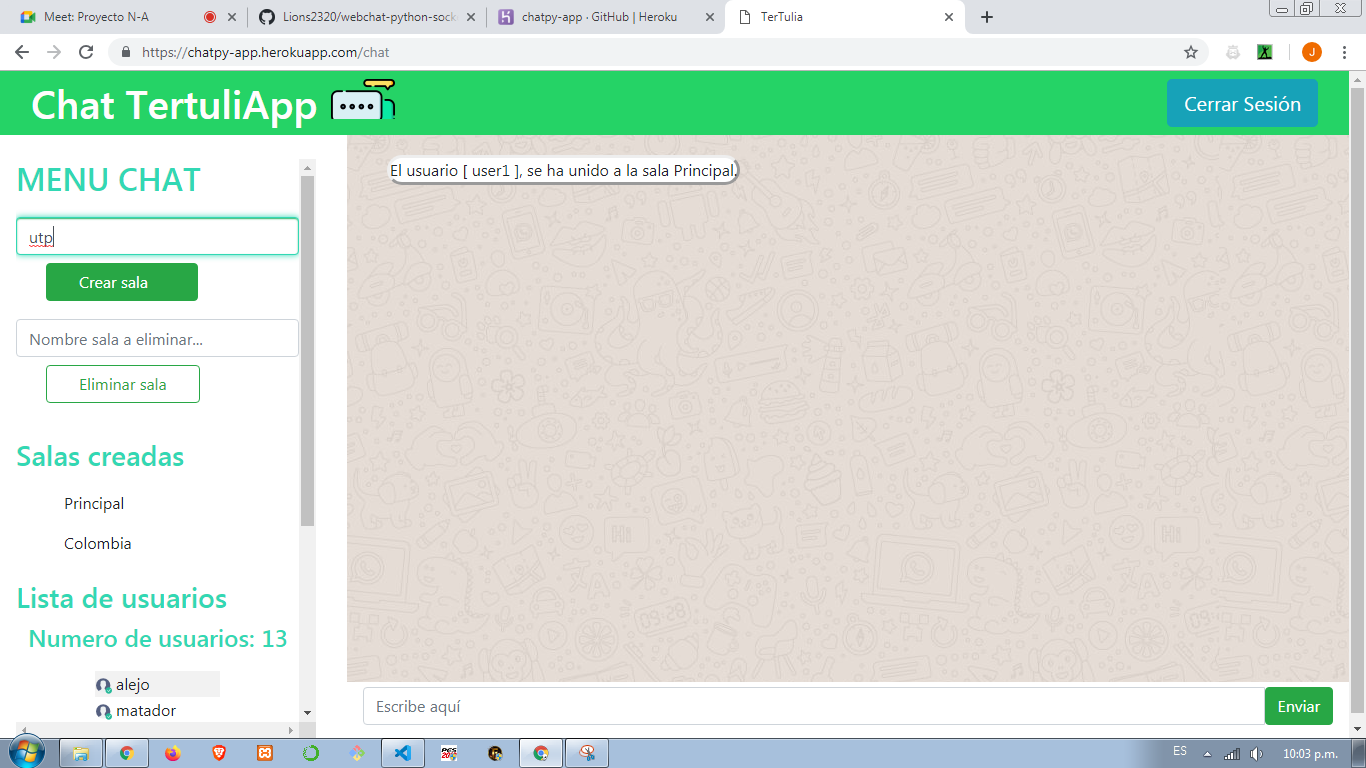 Meet: Proyecto N-A
Lions2320/webchat-python-sock
chatpy-app · GitHub | Heroku
TerTulia
https://chatpy-app.herokuapp.com/chat
J
Chat TertuliApp
Cerrar Sesión
MENU CHAT
utp
Crear sala
Nombre sala a eliminar...
Eliminar sala
Salas creadas
Principal
Colombia
Lista de usuarios
Numero de usuarios: 13
alejo
matador
El usuario [ user1 ], se ha unido a la sala Principal.
Escribe aquí
Enviar
ES
10:03 p.m.